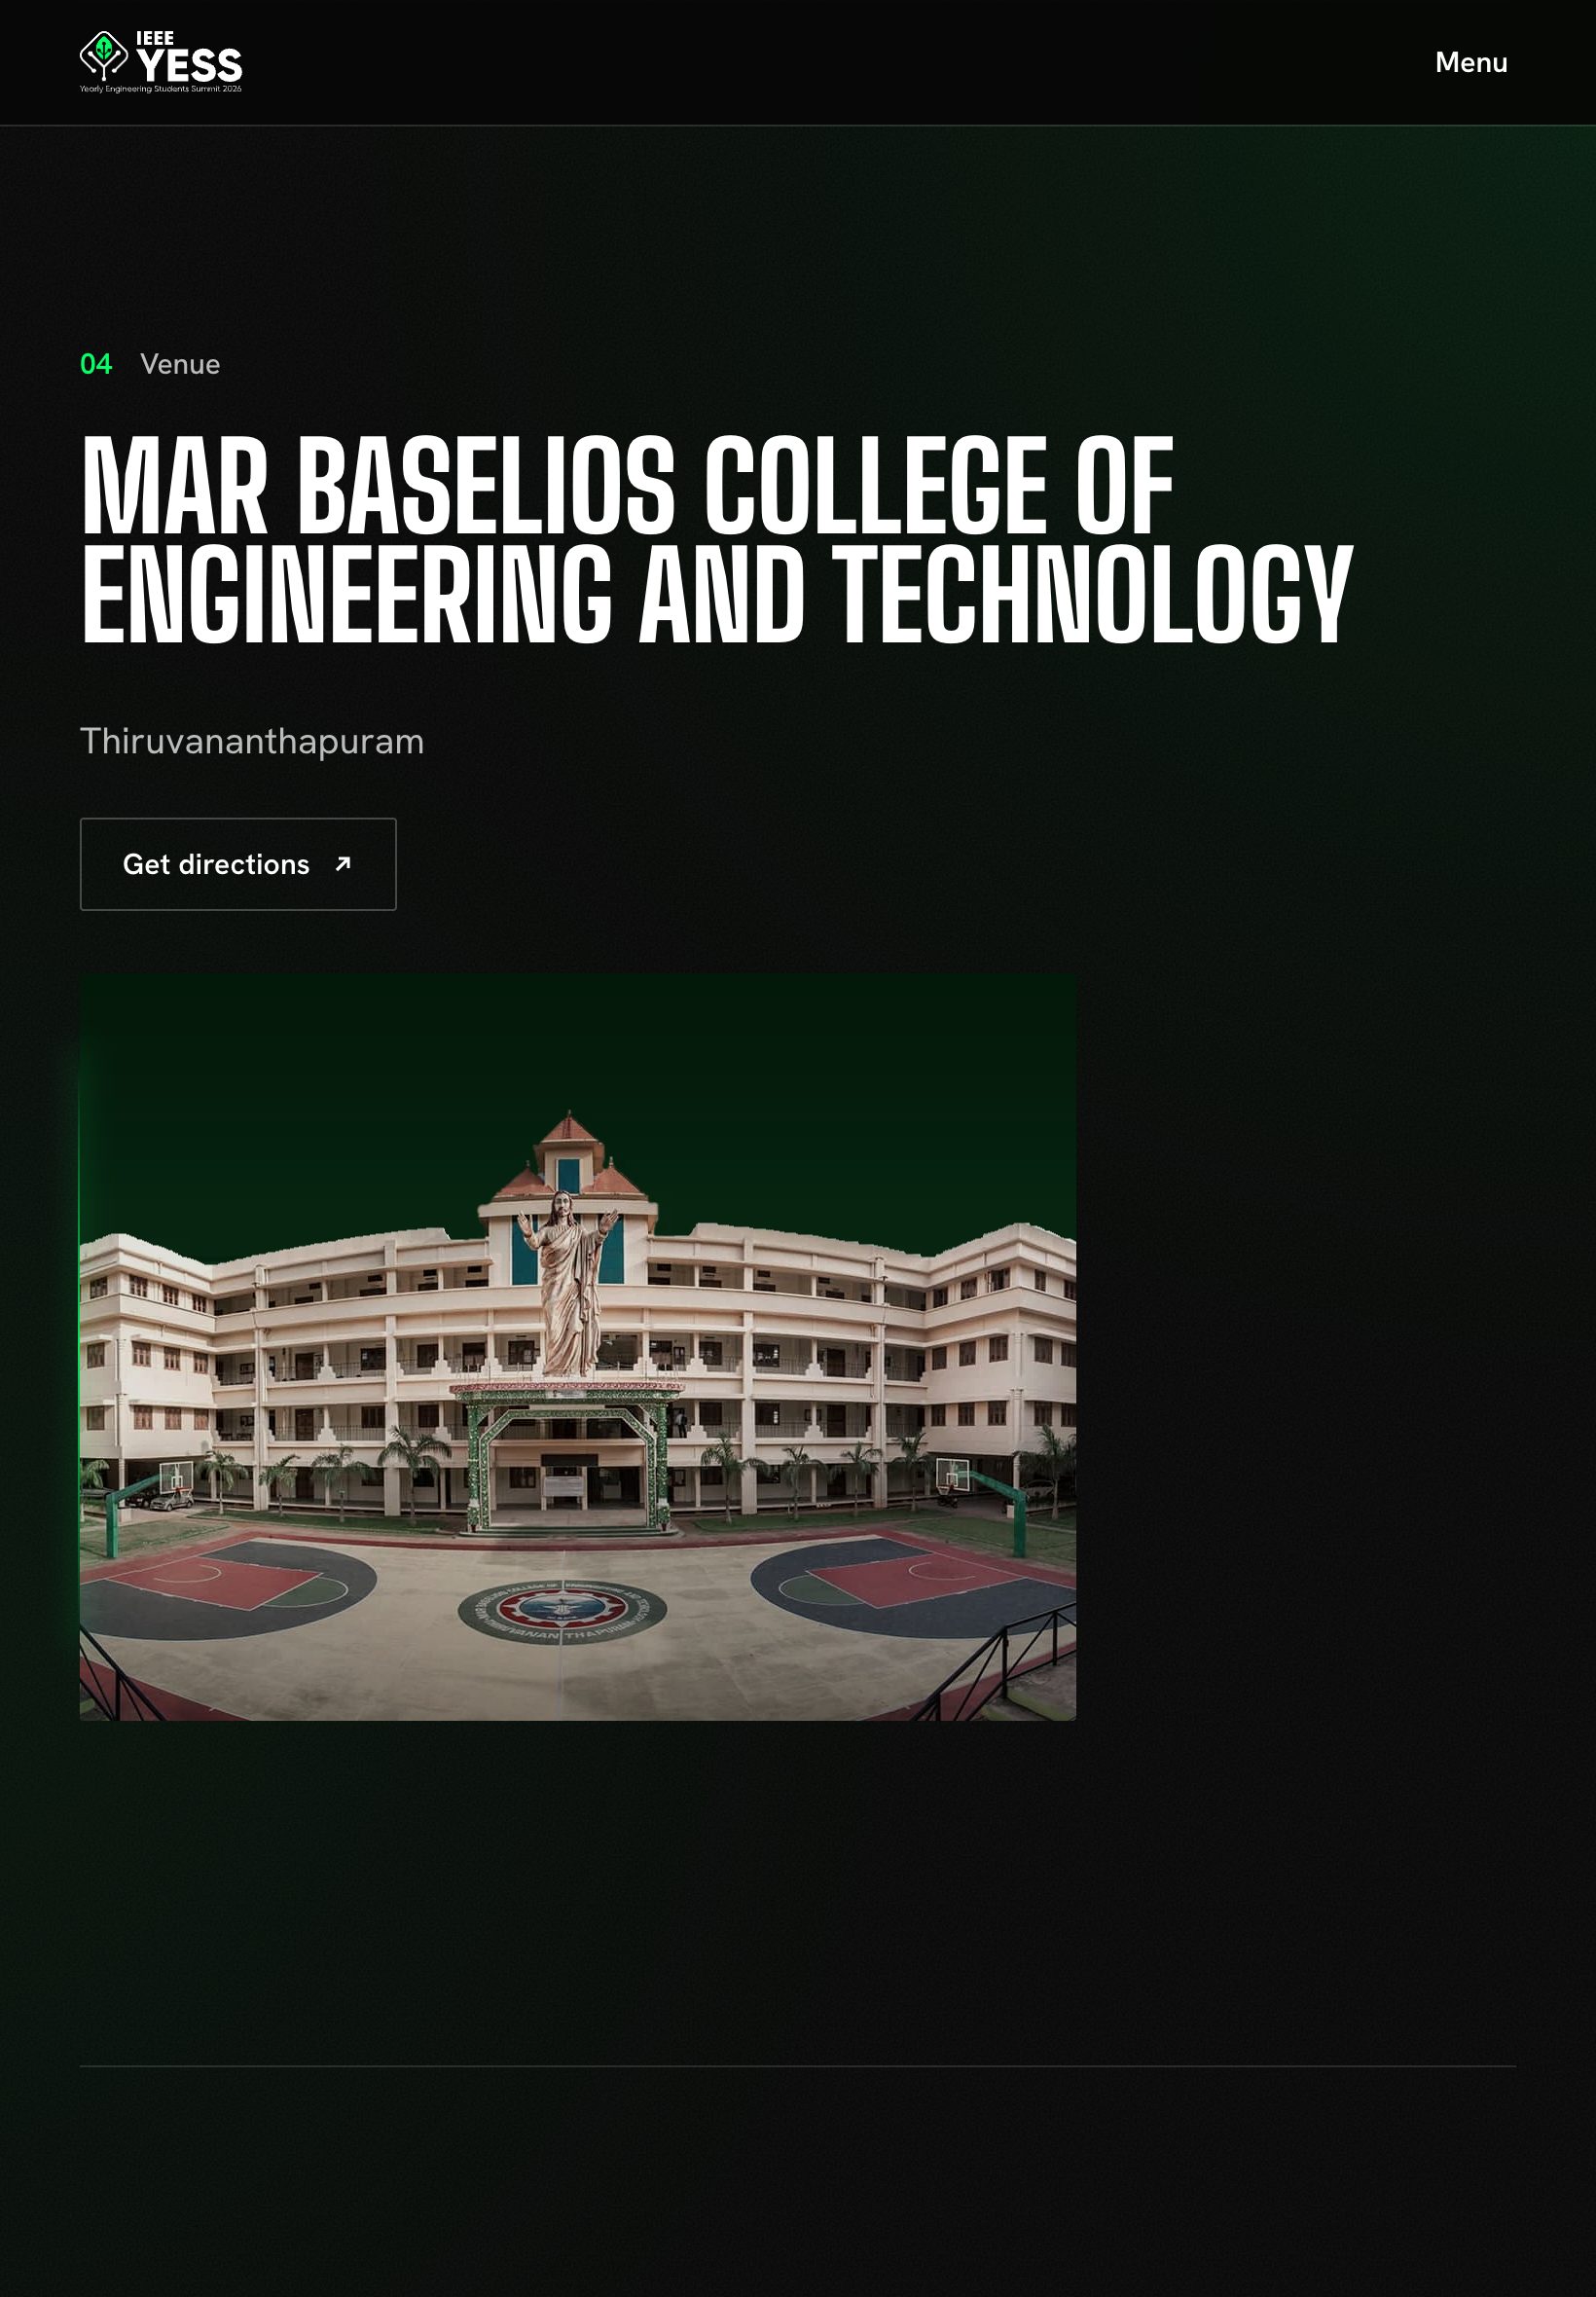 IEEE
YESS
Yearly Engineering Students Summit 2026
Menu
04 Venue
MAR BASELIOS COLLEGE OF
ENGINEERING AND TECHNOLOGY
Thiruvananthapuram
Get directions ↗